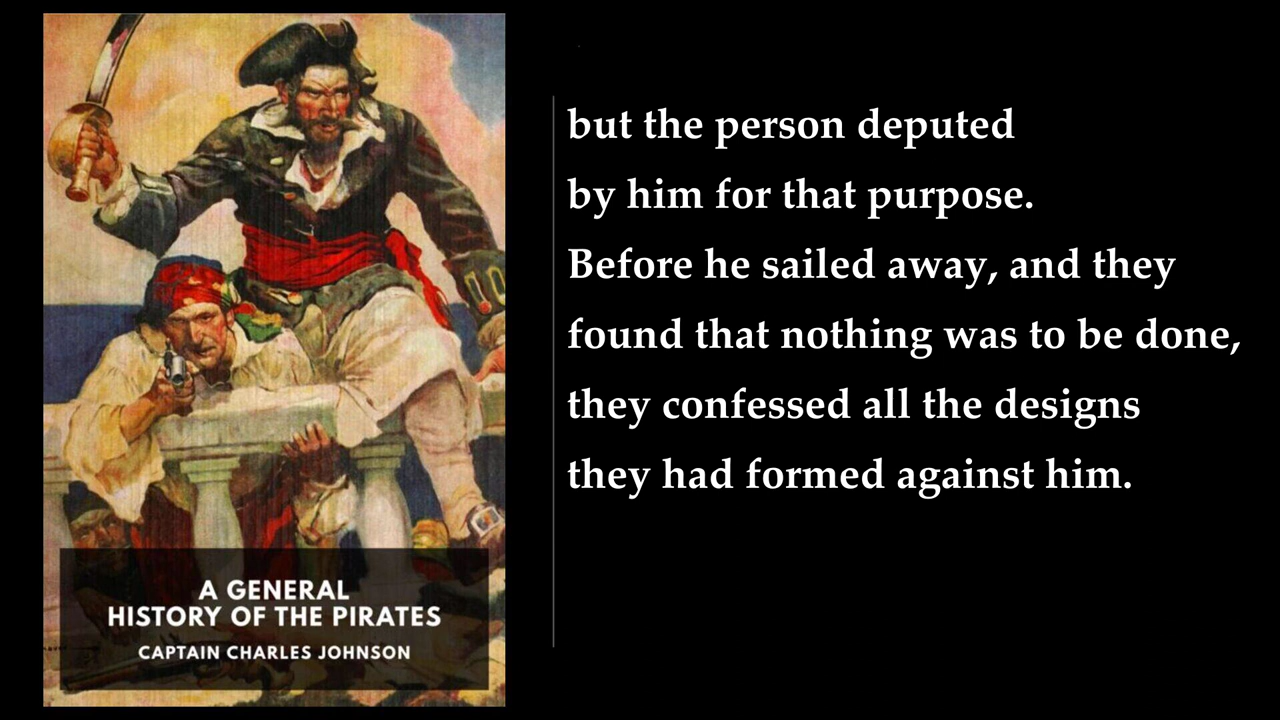 but the person deputed
by him for that purpose.
Before he sailed away, and they
found that nothing was to be done,
they confessed all the designs
they had formed against him.
A GENERAL
HISTORY OF THE PIRATES
CAPTAIN CHARLES JOHNSON